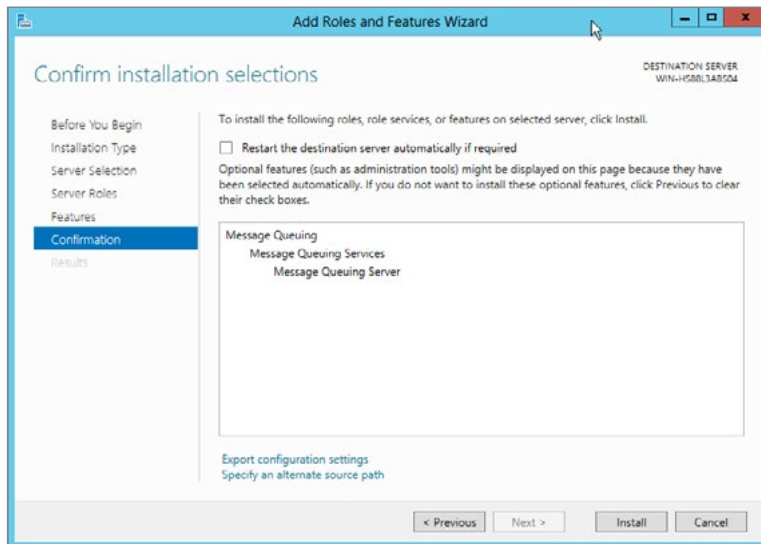 Add Roles and Features Wizard
Confirm installation selections
DESTINATION SERVER
WIN-HS88L3ABS04
Before You Begin
Installation Type
Server Selection
Server Roles
Features
Confirmation
Results
To install the following roles, role services, or features on selected server, click Install.
Restart the destination server automatically if required
Optional features (such as administration tools) might be displayed on this page because they have
been selected automatically. If you do not want to install these optional features, click Previous to clear
their check boxes.
Message Queuing
Message Queuing Services
Message Queuing Server
Export configuration settings
Specify an alternate source path
< Previous
Next >
Install
Cancel